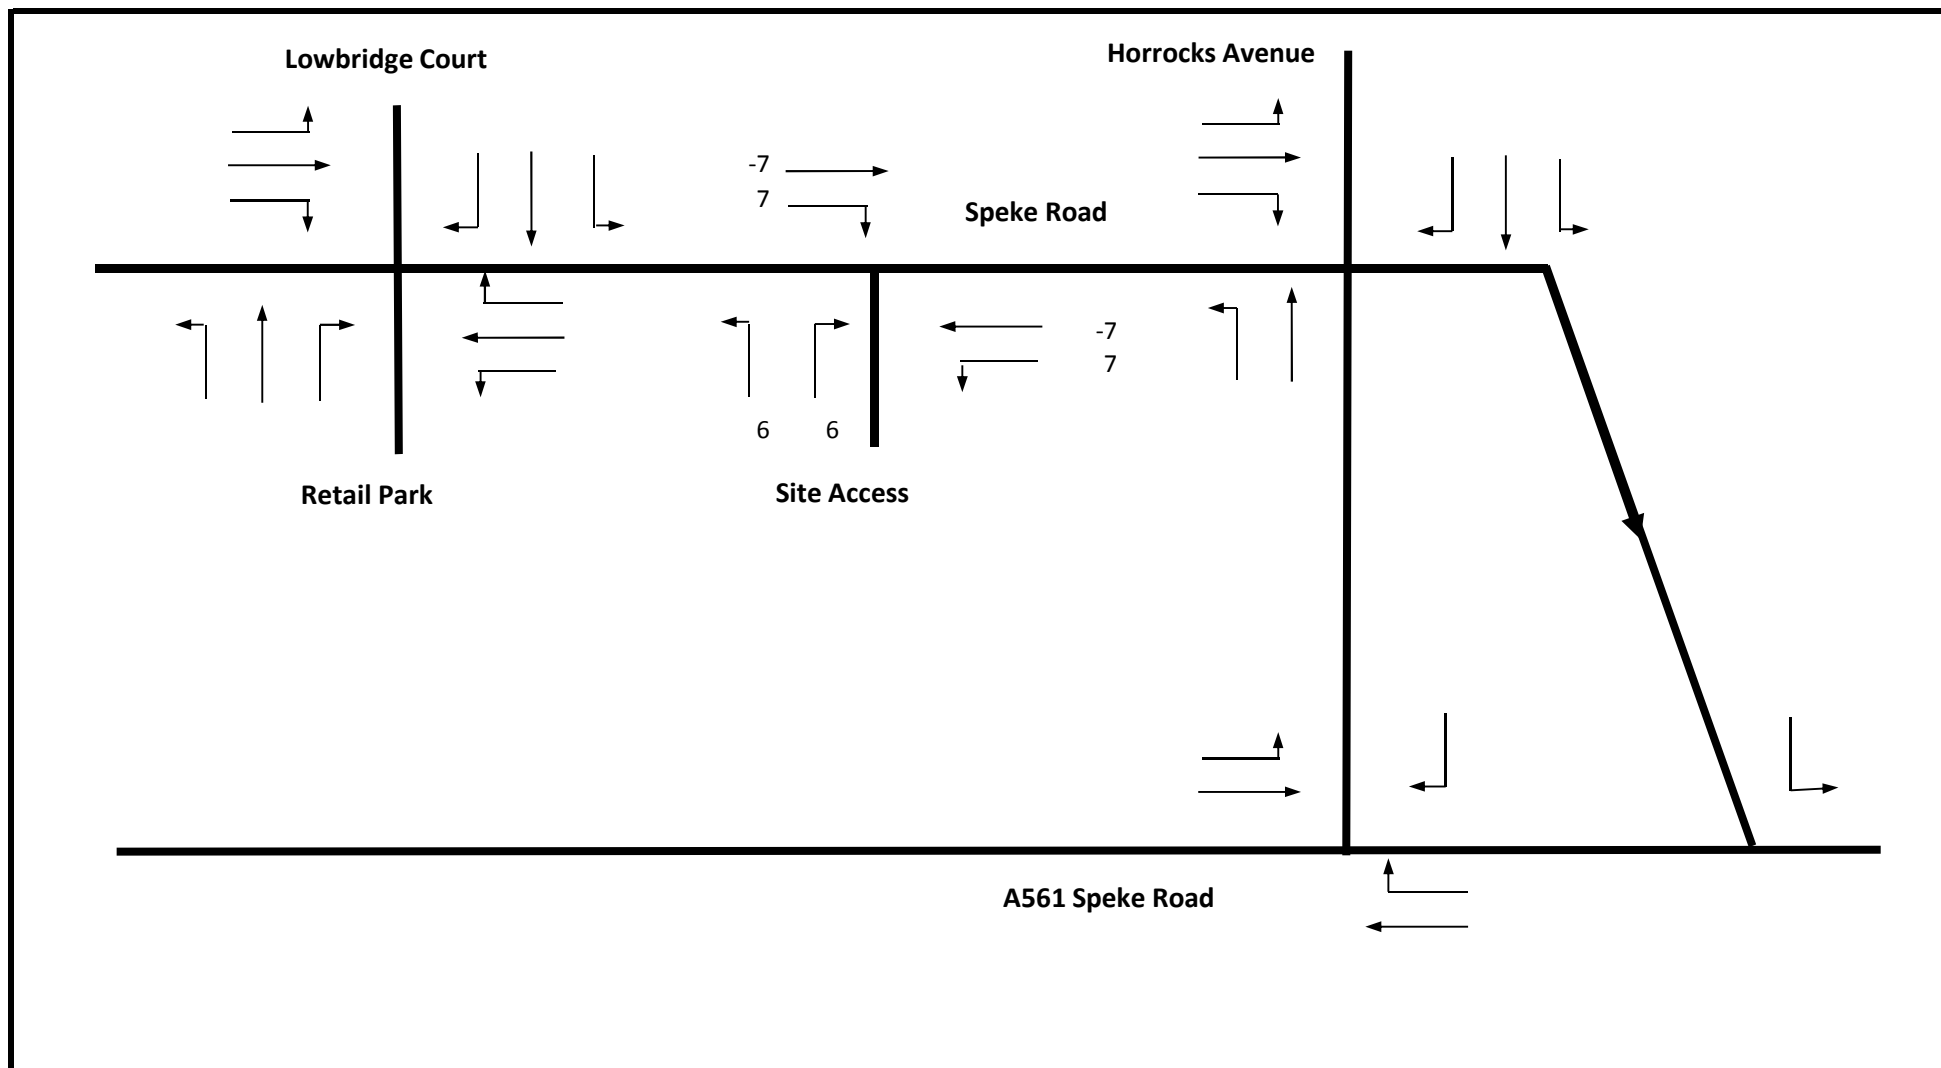 Lowbridge Court
Horrocks Avenue
-7
7
Speke Road
-7
7
6 6
Retail Park
Site Access
A561 Speke Road